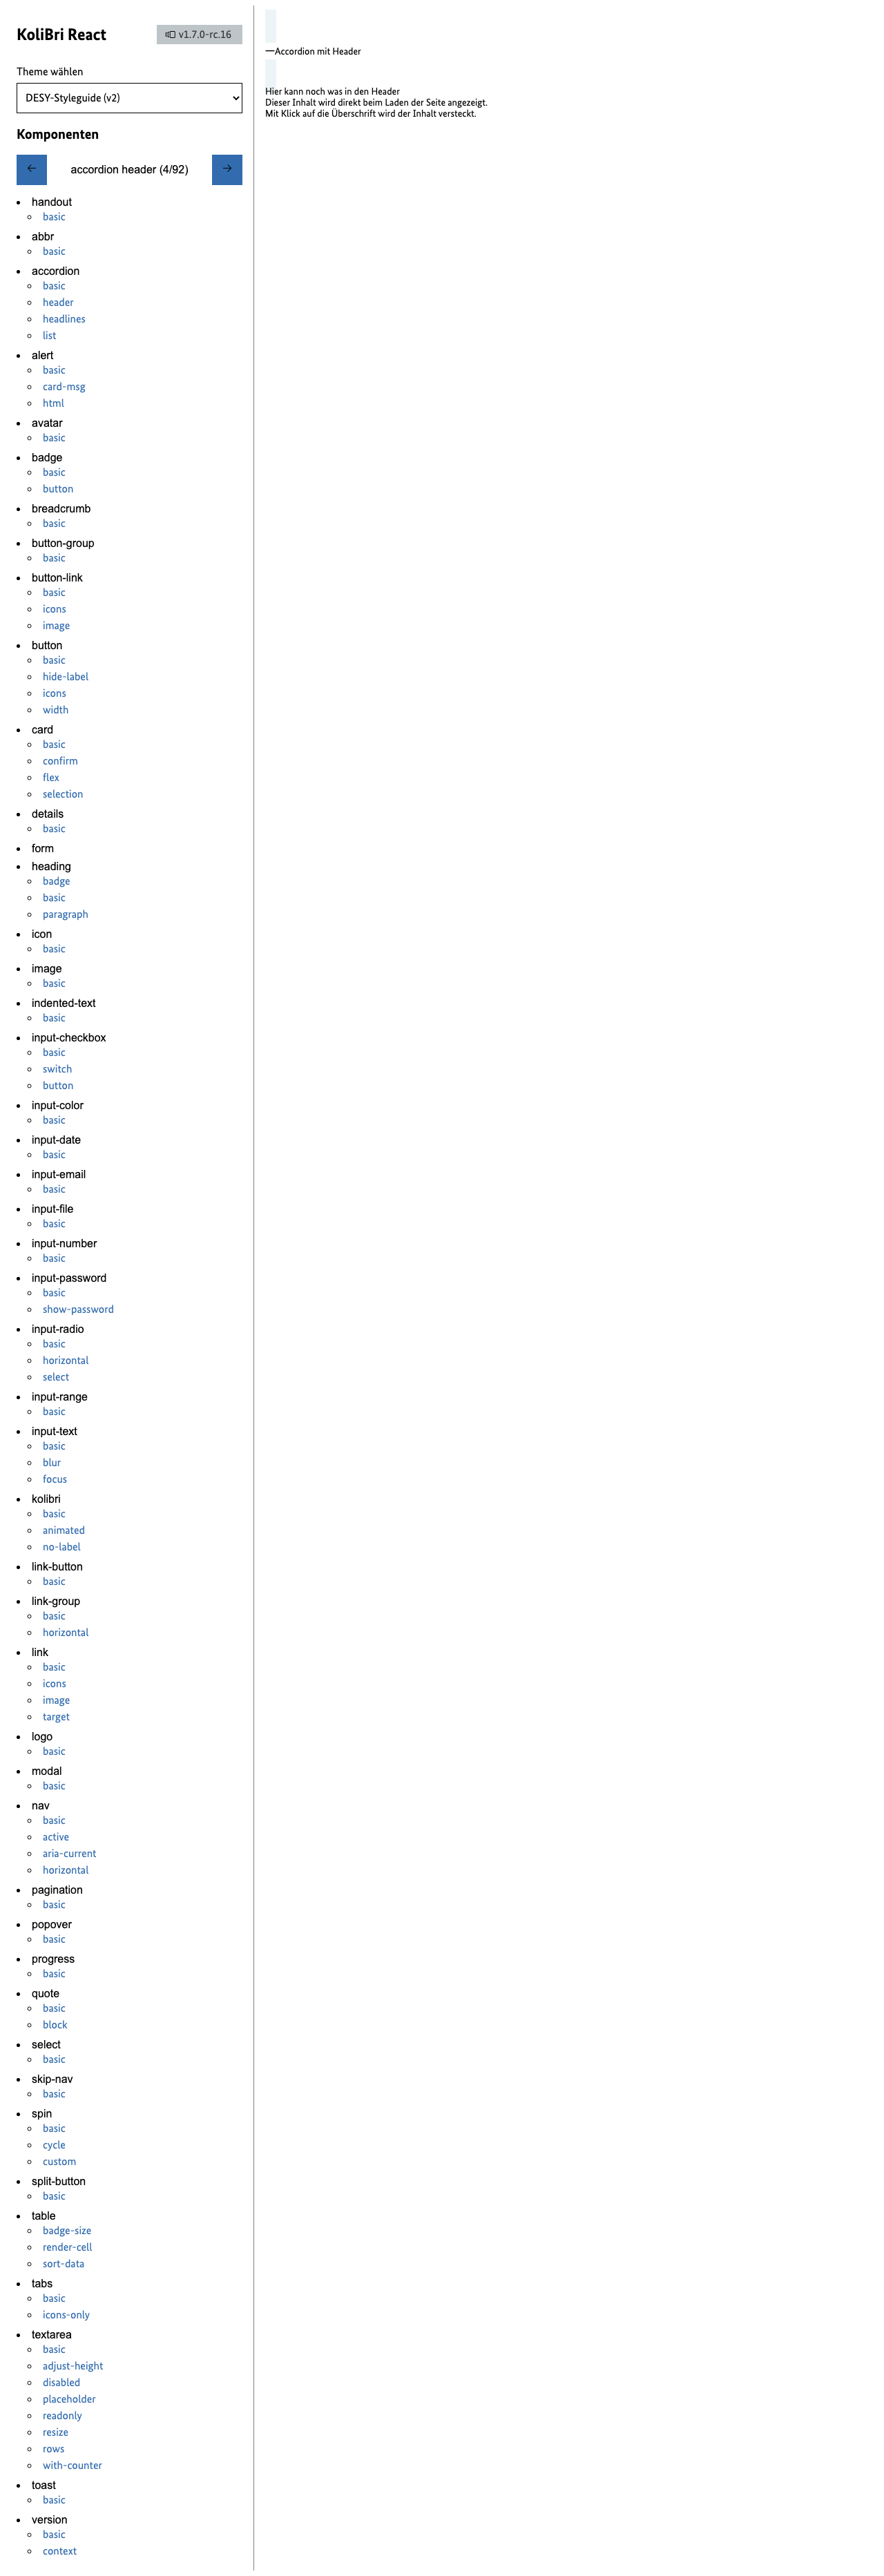 KoliBri React
v1.7.0-rc.16
Theme wählen
DESY-Styleguide (v2)
Komponenten
← accordion header (4/92) →
handout
basic
abbr
basic
accordion
basic
header
headlines
list
alert
basic
card-msg
html
avatar
basic
badge
basic
button
breadcrumb
basic
button-group
basic
button-link
basic
icons
image
button
basic
hide-label
icons
width
card
basic
confirm
flex
selection
details
basic
form
heading
badge
basic
paragraph
icon
basic
image
basic
indented-text
basic
input-checkbox
basic
switch
button
input-color
basic
input-date
basic
input-email
basic
input-file
basic
input-number
basic
input-password
basic
show-password
input-radio
basic
horizontal
select
input-range
basic
input-text
basic
blur
focus
kolibri
basic
animated
no-label
link-button
basic
link-group
basic
horizontal
link
basic
icons
image
target
logo
basic
modal
basic
nav
basic
active
aria-current
horizontal
pagination
basic
popover
basic
progress
basic
quote
basic
block
select
basic
skip-nav
basic
spin
basic
cycle
custom
split-button
basic
table
badge-size
render-cell
sort-data
tabs
basic
icons-only
textarea
basic
adjust-height
disabled
placeholder
readonly
resize
rows
with-counter
toast
basic
version
basic
context
—Accordion mit Header
Hier kann noch was in den Header
Dieser Inhalt wird direkt beim Laden der Seite angezeigt.
Mit Klick auf die Überschrift wird der Inhalt versteckt.